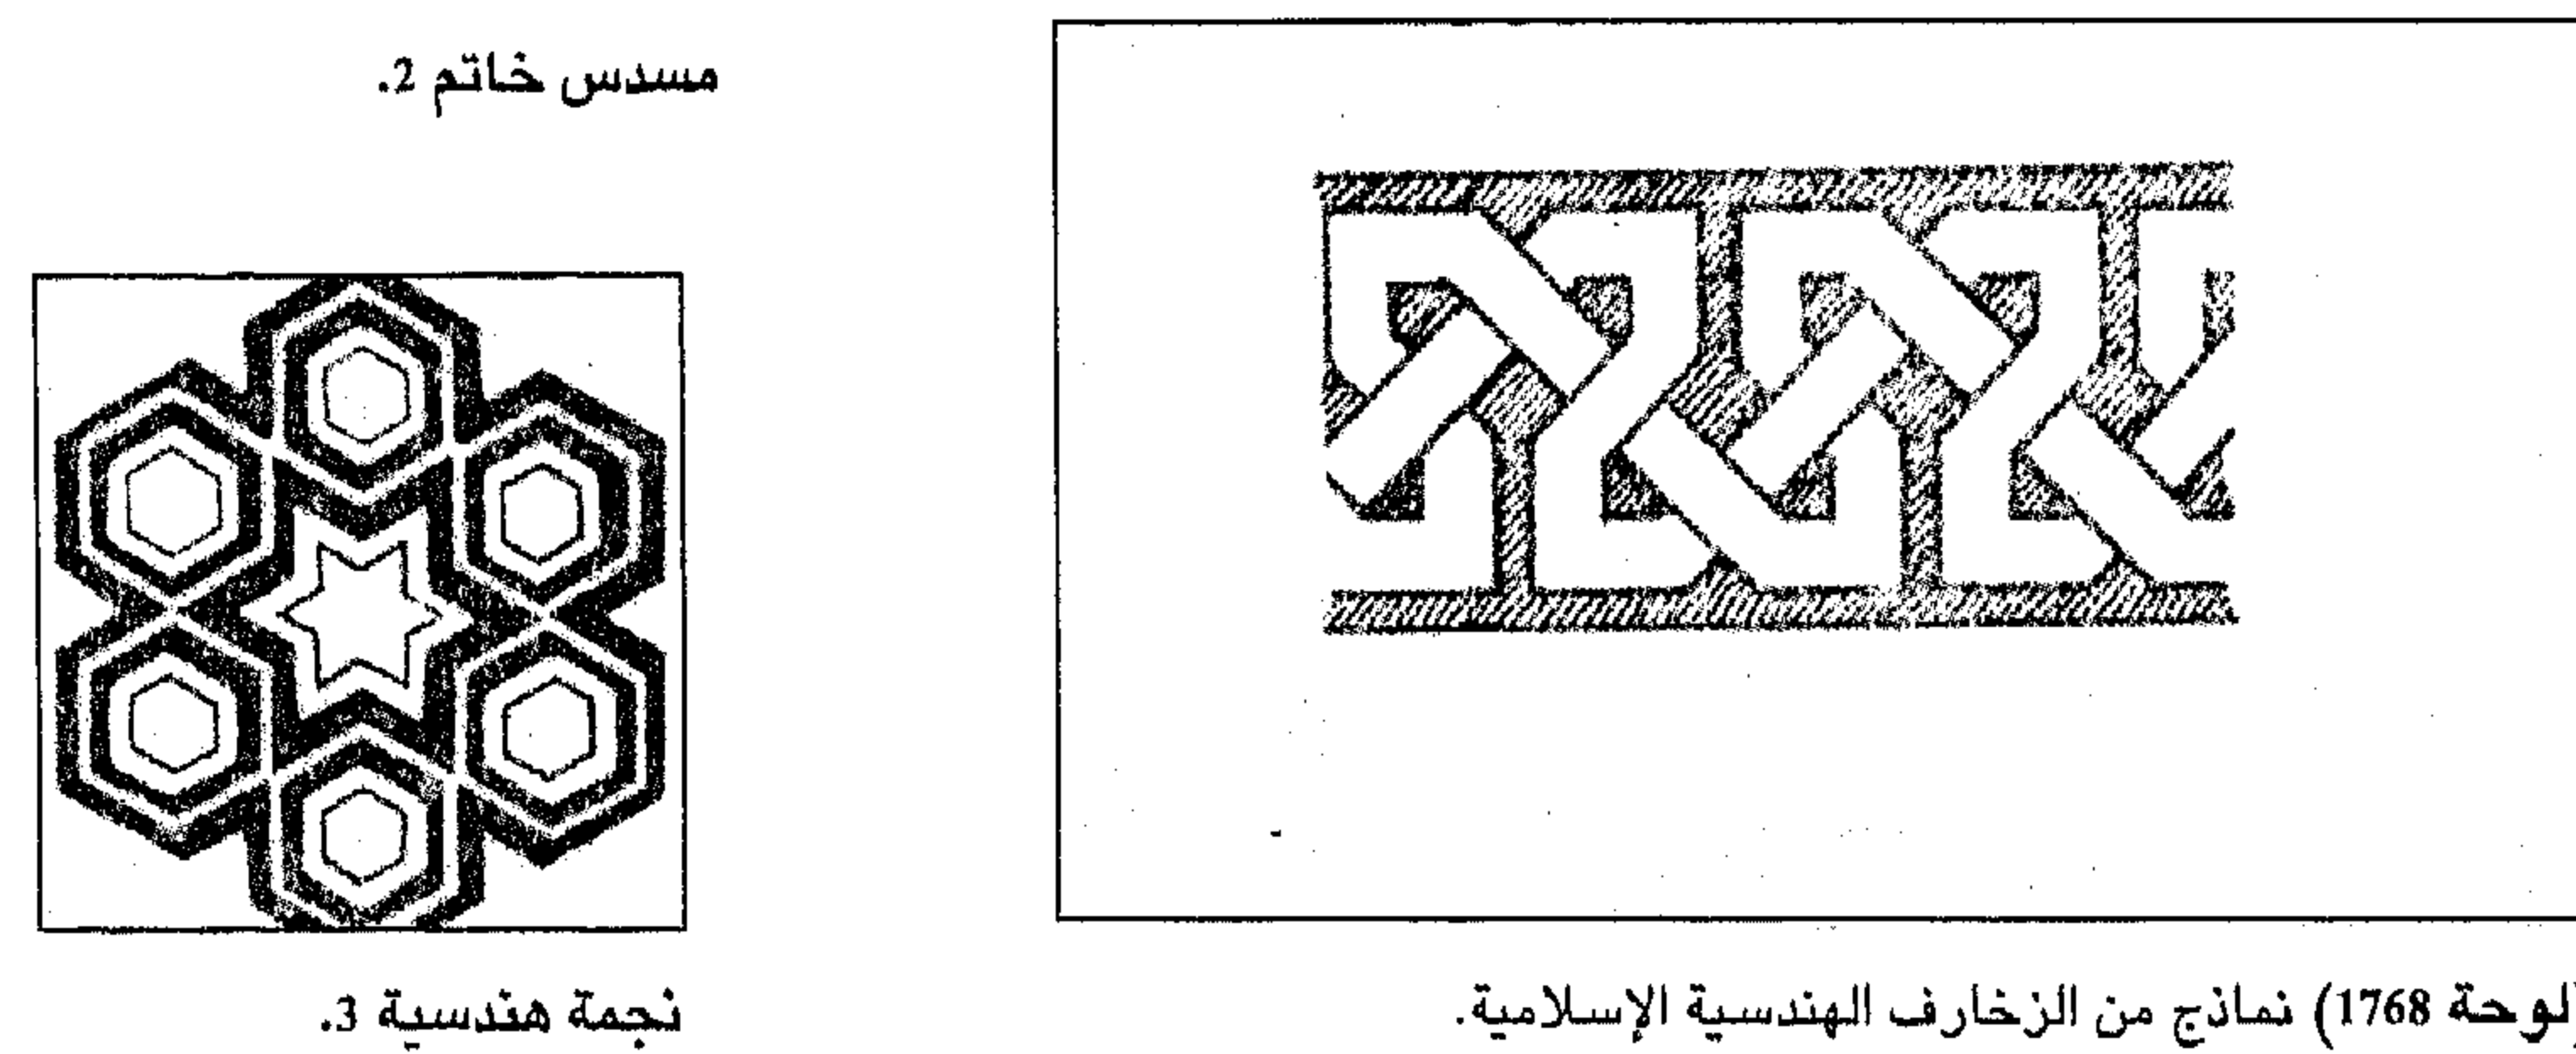 مسدس خاتم 2.
(لوحة 1768) نماذج من الزخارف الهندسية الإسلامية.
نجمة هندسية 3.